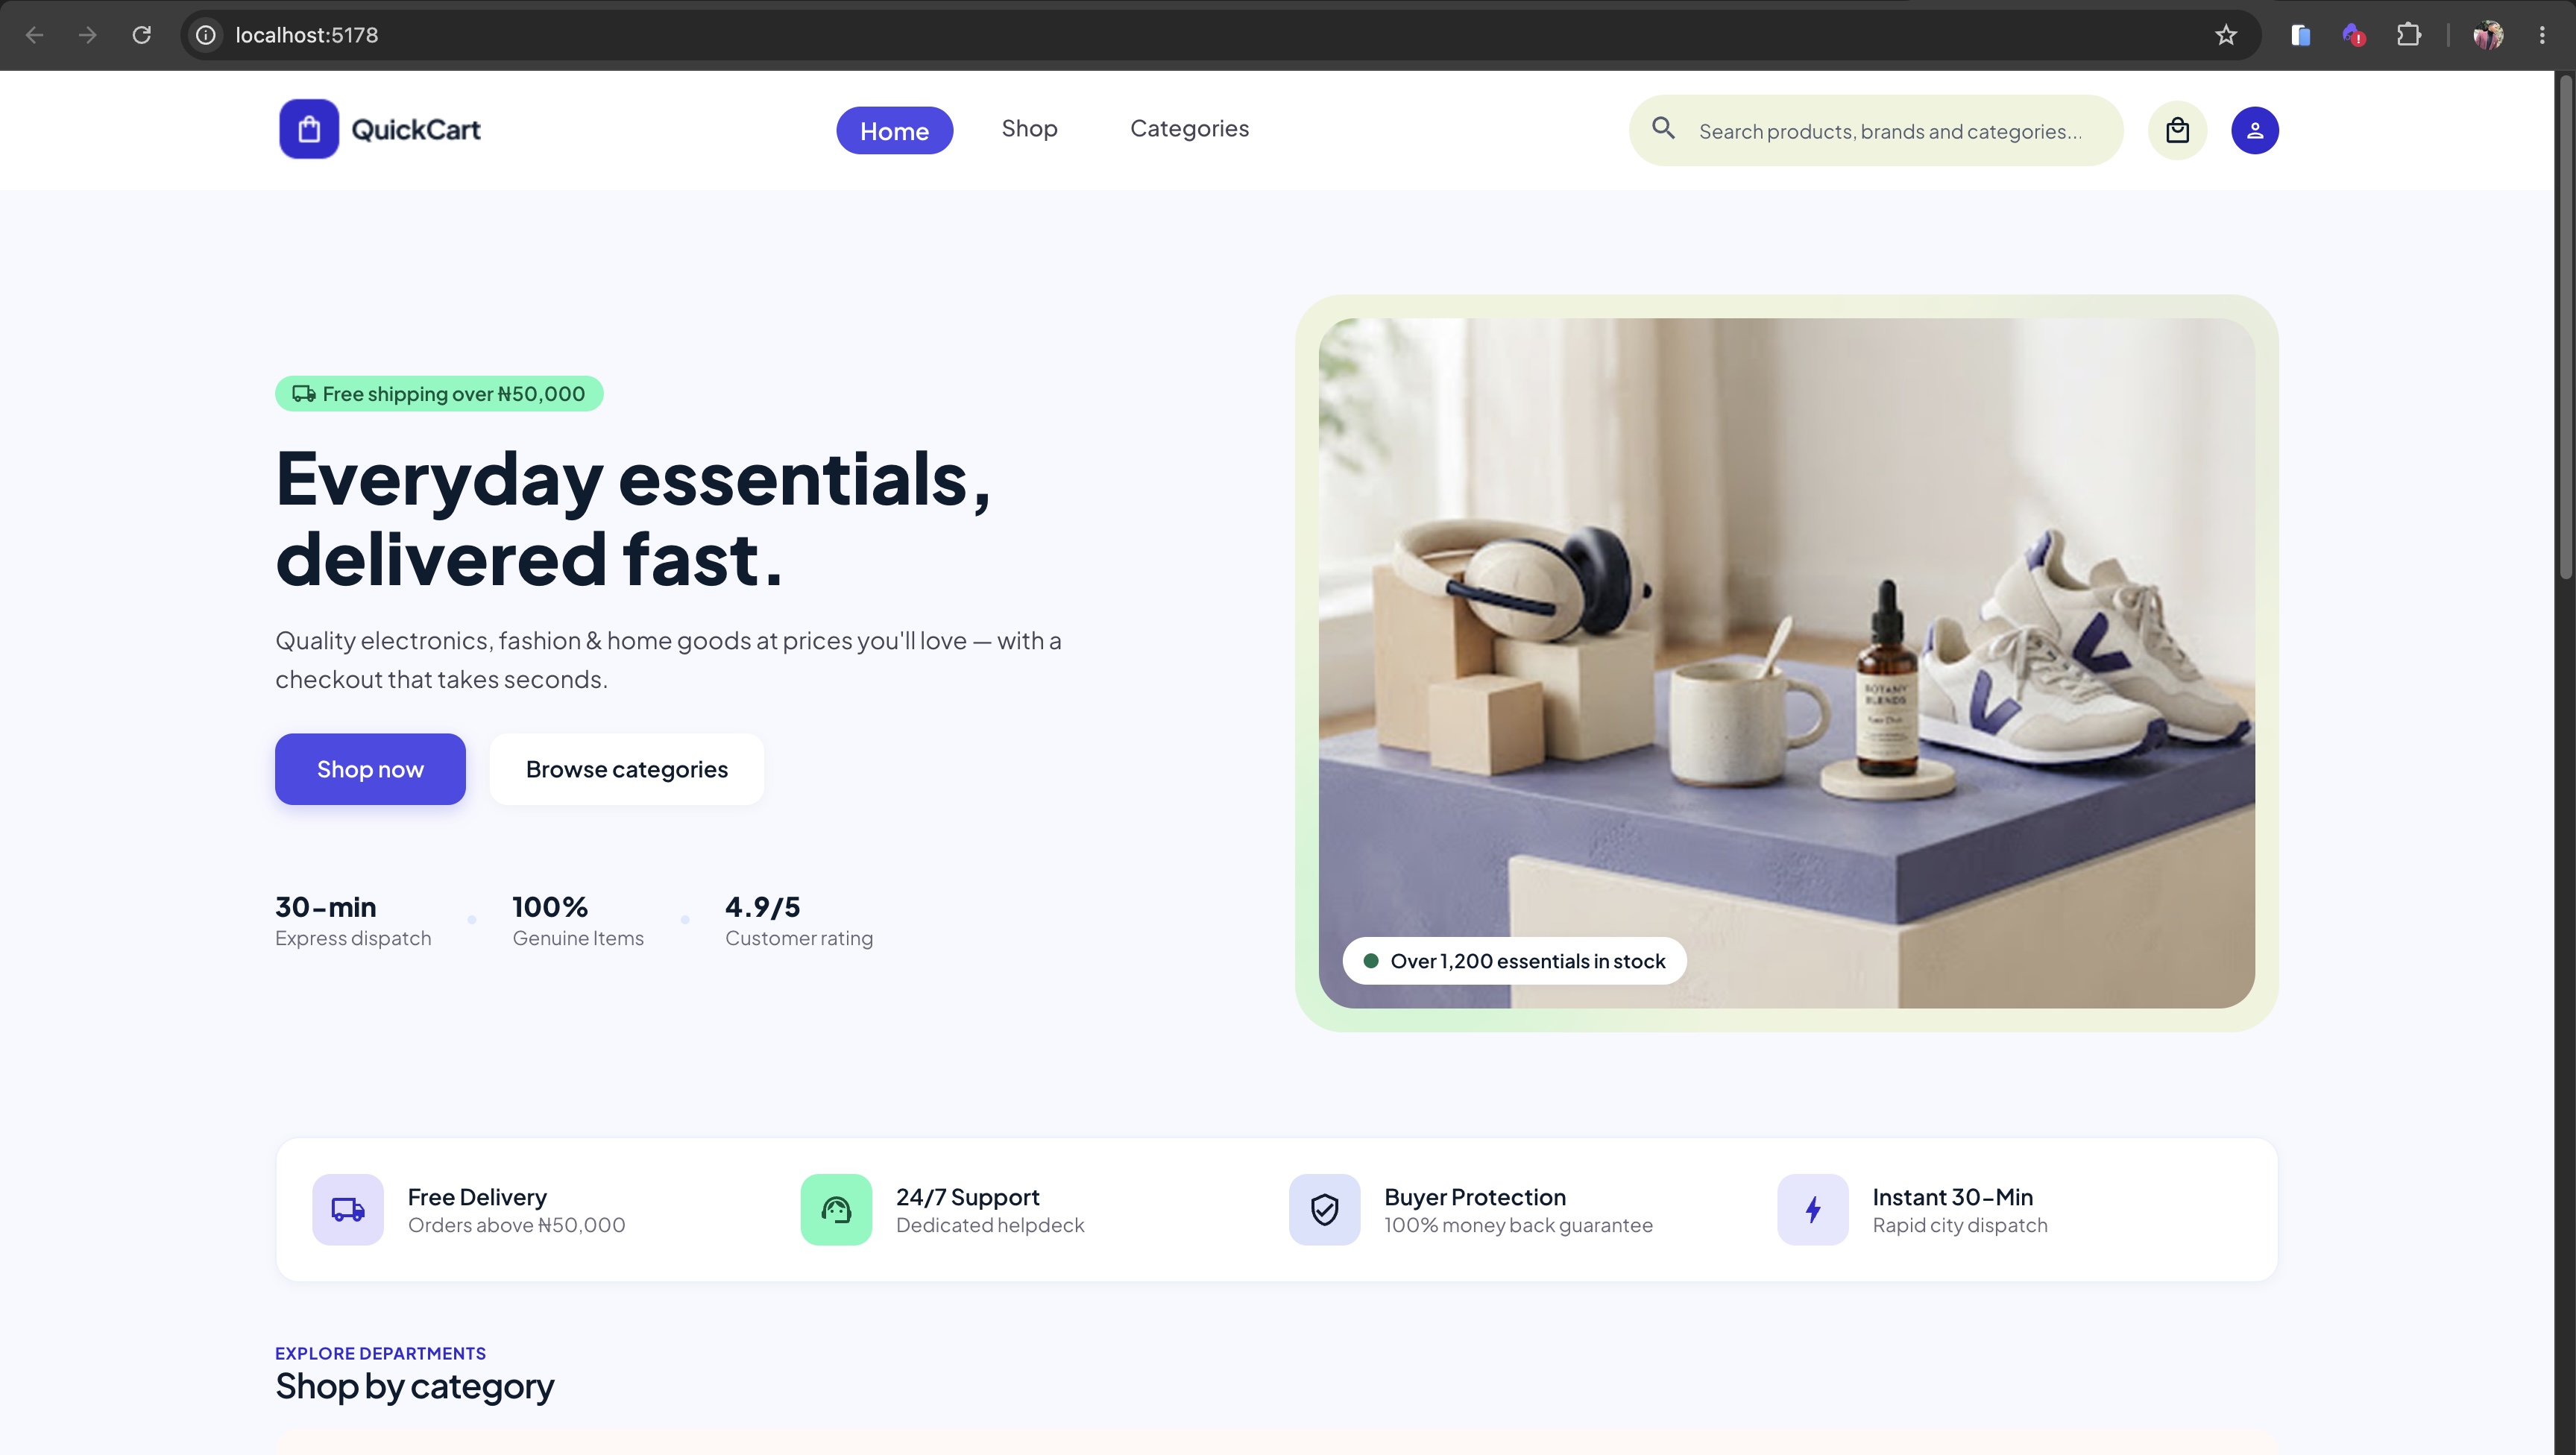 localhost:5178
QuickCart
Home
Shop
Categories
Search products, brands and categories...
Free shipping over ₦50,000
Everyday essentials,
delivered fast.
Quality electronics, fashion & home goods at prices you'll love — with a
checkout that takes seconds.
Shop now
Browse categories
30-min
Express dispatch
100%
Genuine Items
4.9/5
Customer rating
BOTANY
BLENDS
Over 1,200 essentials in stock
Free Delivery
Orders above ₦50,000
24/7 Support
Dedicated helpdeck
Buyer Protection
100% money back guarantee
Instant 30-Min
Rapid city dispatch
EXPLORE DEPARTMENTS
Shop by category